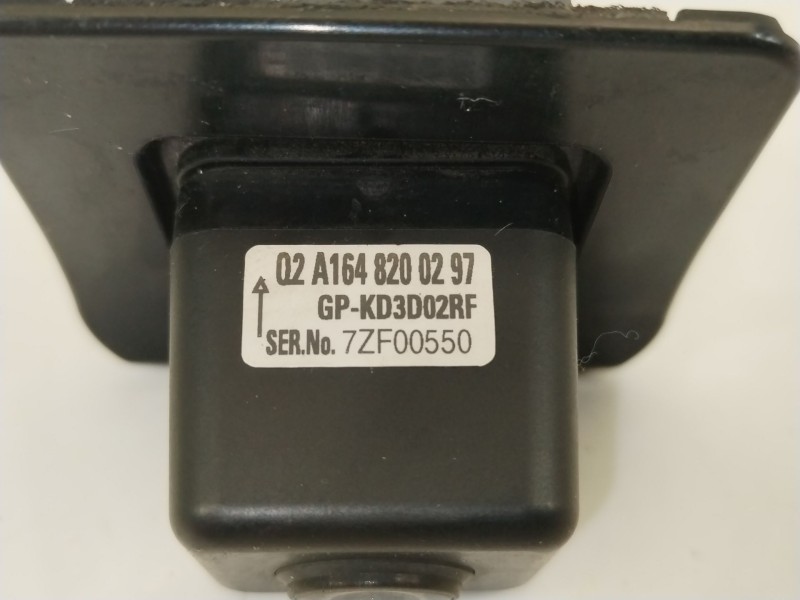 Q2 A164 820 02 97
GP-KD3D02RF
SER.No. 7ZF00550